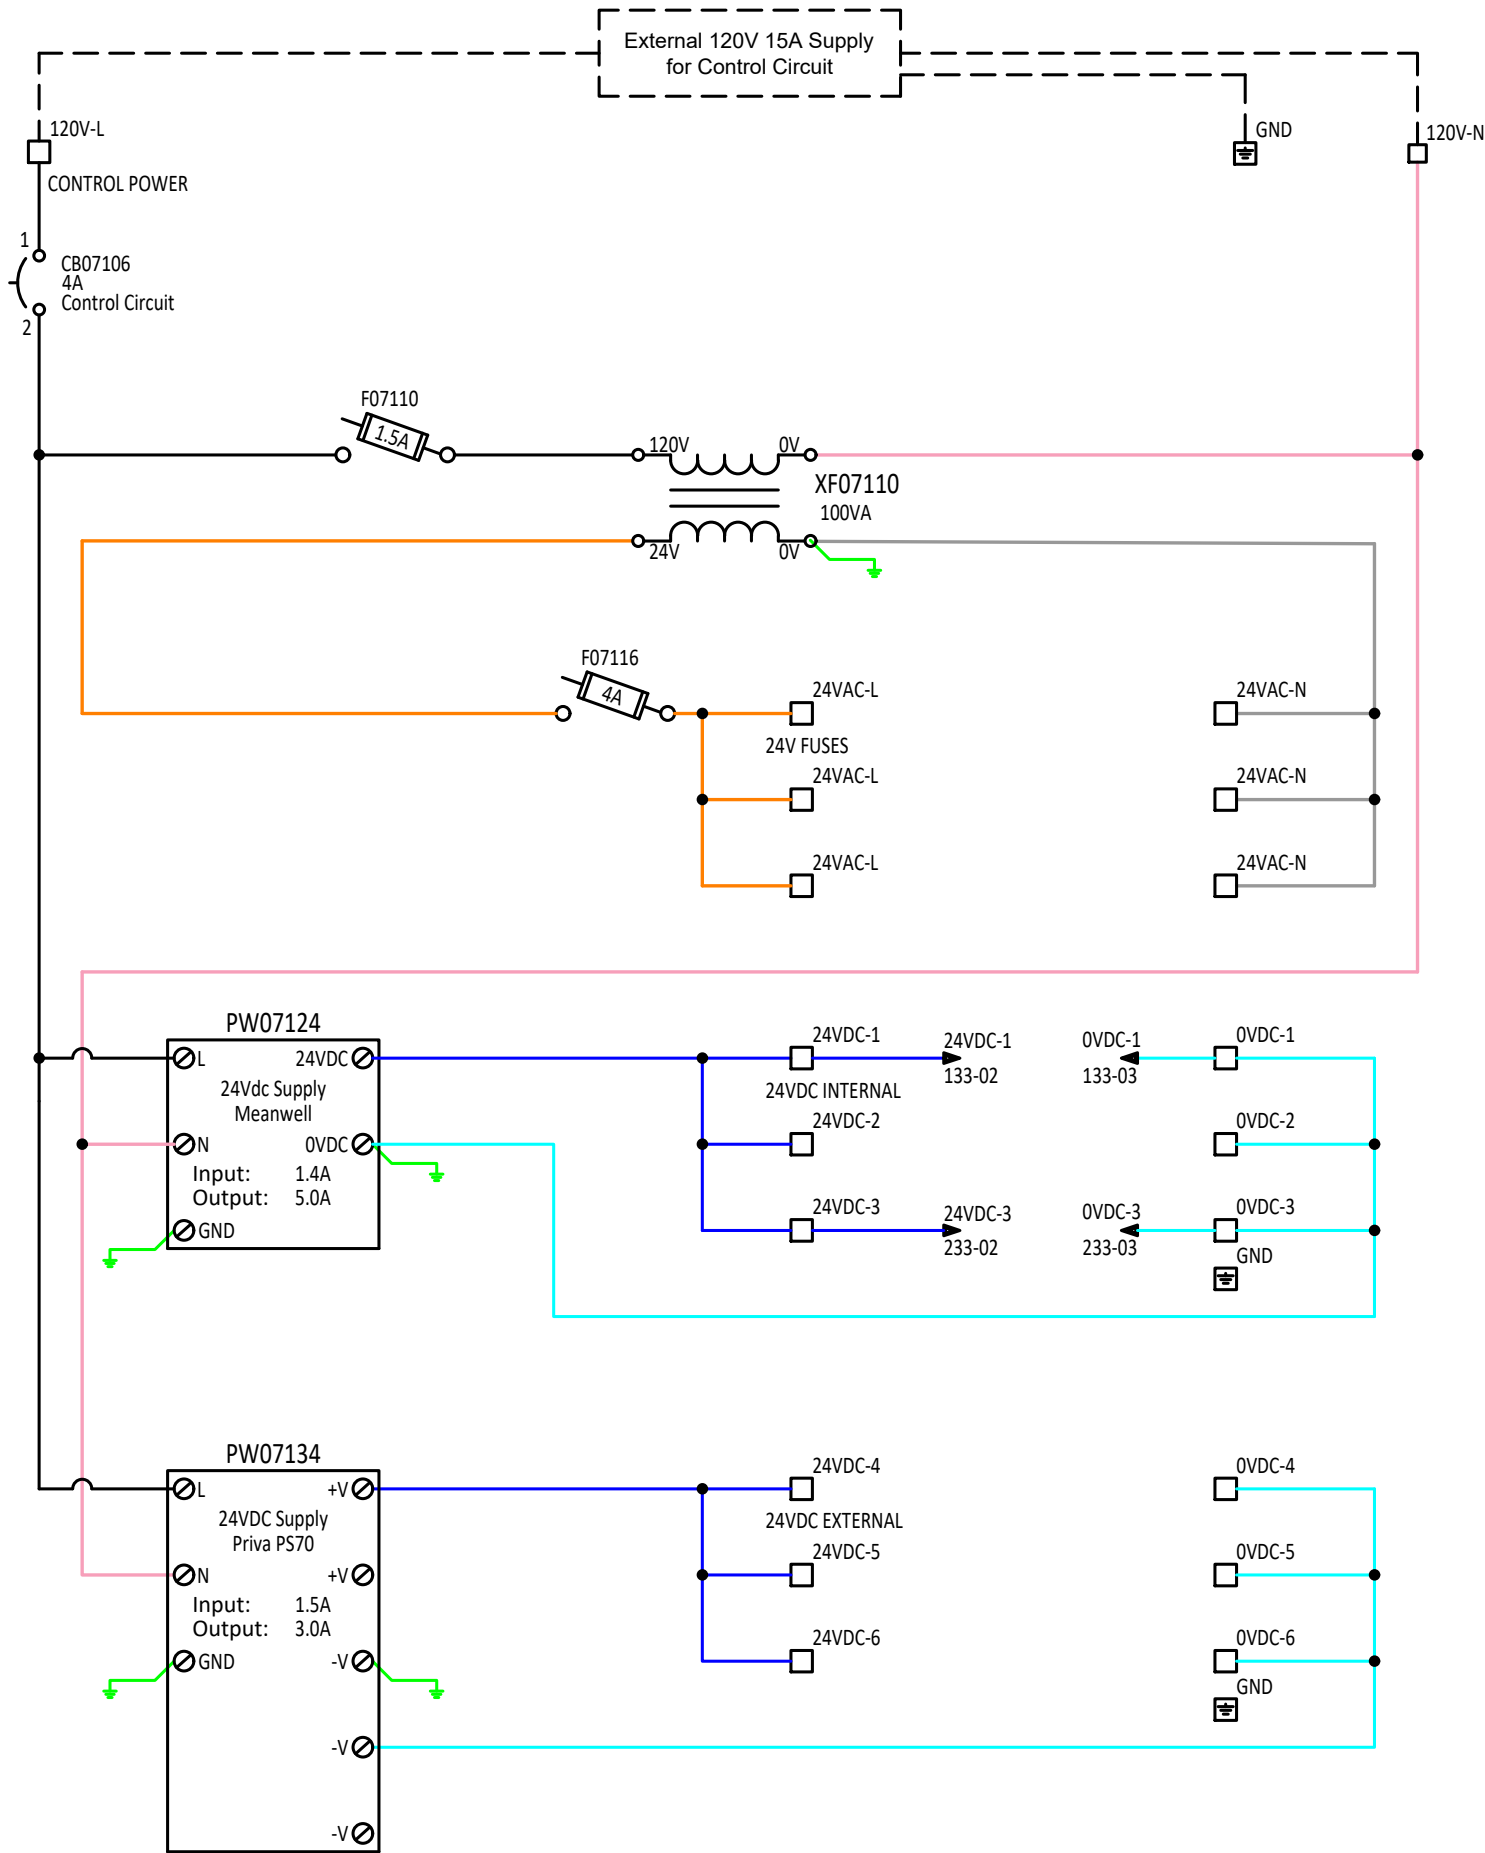 External 120V 15A Supply
for Control Circuit
120V-L
GND
120V-N
CONTROL POWER
1
CB07106
4A
Control Circuit
2
F07110
1.5A
120V
0V
XF07110
100VA
24V
0V
F07116
4A
24VAC-L
24VAC-N
24V FUSES
24VAC-L
24VAC-N
24VAC-L
24VAC-N
PW07124
L
24VDC
24Vdc Supply
Meanwell
N
0VDC
Input: 1.4A
Output: 5.0A
GND
24VDC-1
24VDC-1
133-02
0VDC-1
133-03
0VDC-1
24VDC INTERNAL
24VDC-2
0VDC-2
24VDC-3
24VDC-3
233-02
0VDC-3
233-03
0VDC-3
GND
PW07134
L
+V
24VDC Supply
Priva PS70
N
+V
Input: 1.5A
Output: 3.0A
GND
-V
-V
-V
24VDC-4
0VDC-4
24VDC EXTERNAL
24VDC-5
0VDC-5
24VDC-6
0VDC-6
GND